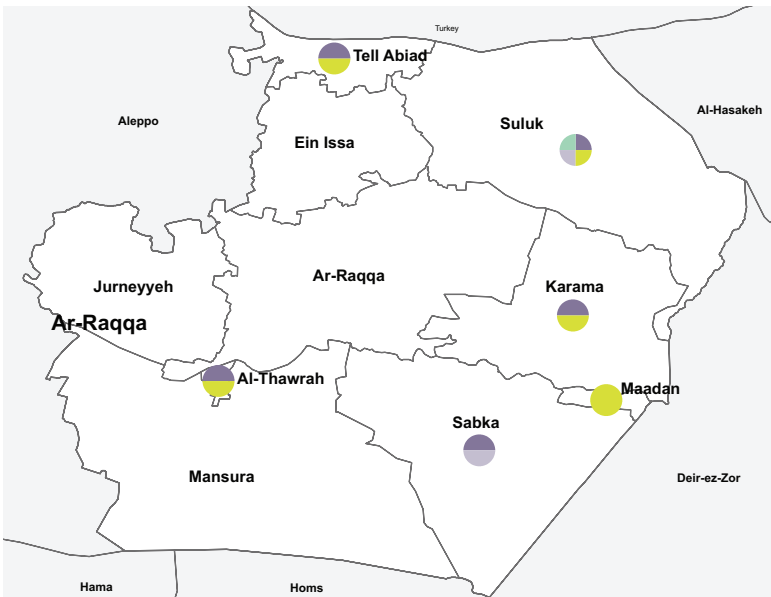 Turkey
Tell Abiad
Al-Hasakeh
Aleppo
Suluk
Ein Issa
Ar-Raqqa
Jurneyyeh
Karama
Ar-Raqqa
Al-Thawrah
Maadan
Sabka
Mansura
Deir-ez-Zor
Hama
Homs